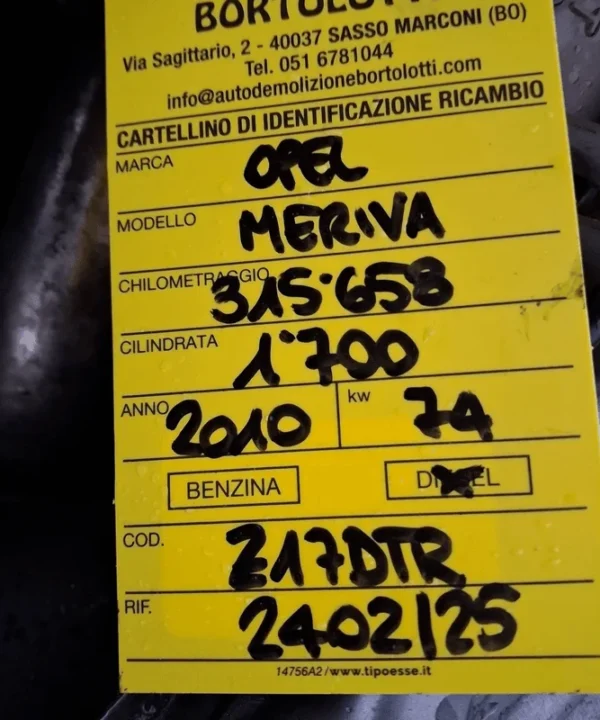 Via Sagittario, 2 - 40037 SASSO MARCONI (BO)
Tel. 051 6781044
info@autodemolizionebortolotti.com
CARTELLINO DI IDENTIFICAZIONE RICAMBIO
MARCA OPEL
MODELLO MERIVA
CHILOMETRAGGIO 315·658
CILINDRATA 1'700
ANNO 2010 kw 74
BENZINA DIESEL
COD. Z17DTR
RIF. 2402/25
14756A2/www.tipoesse.it